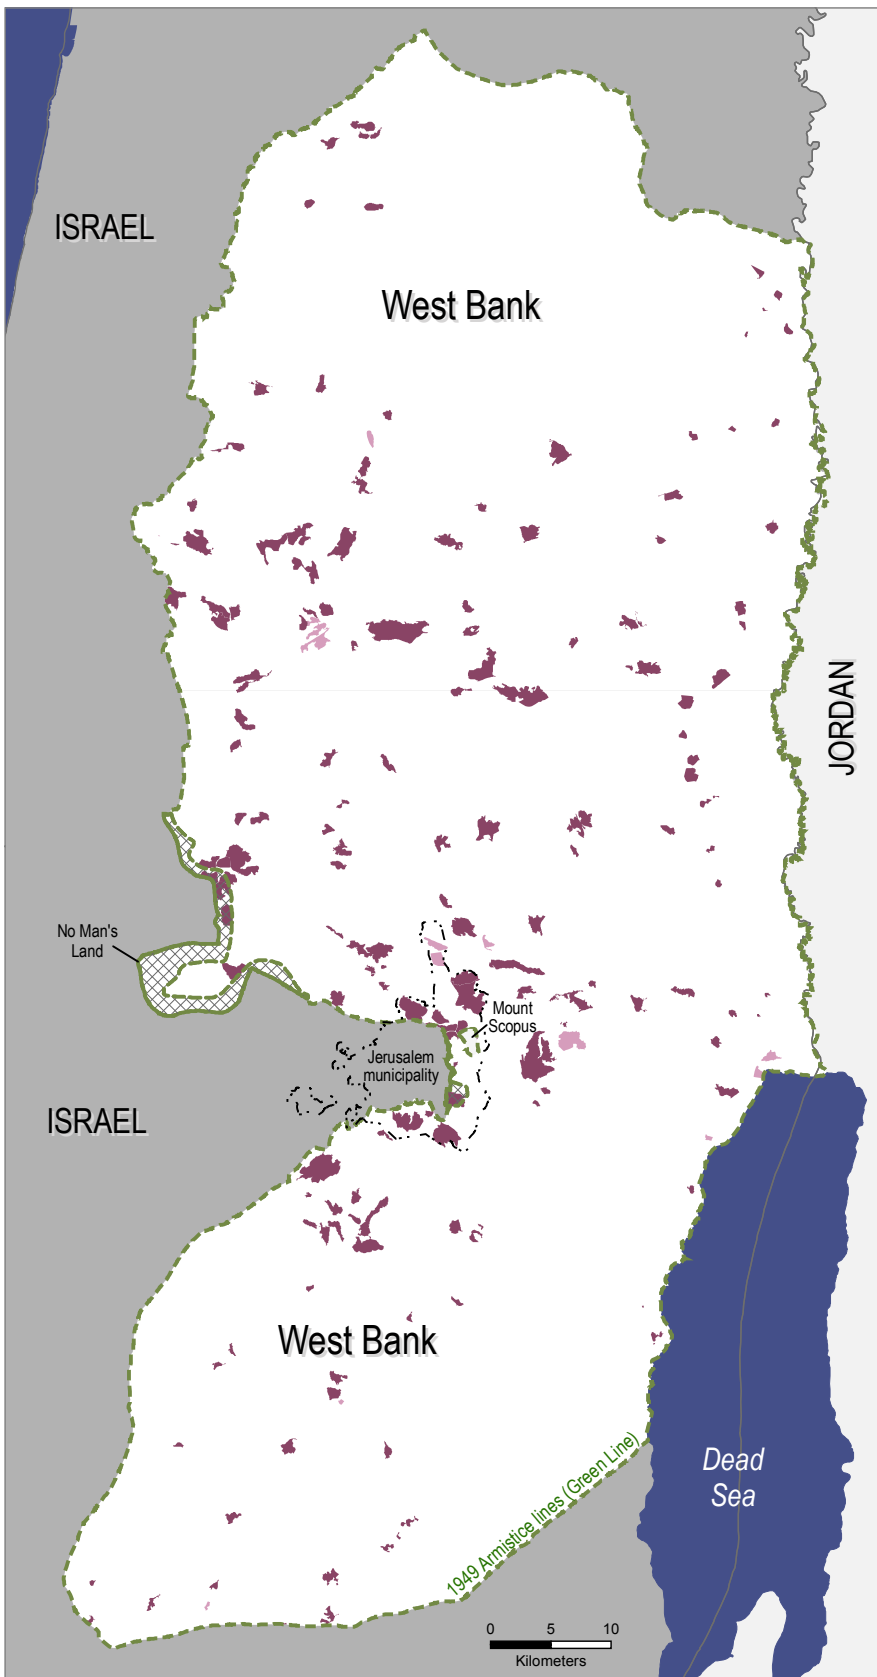 ISRAEL
West Bank
JORDAN
No Man's
Land
Mount
Scopus
Jerusalem
municipality
ISRAEL
West Bank
1949 Armistice lines (Green Line)
Dead
Sea
0 5 10
Kilometers